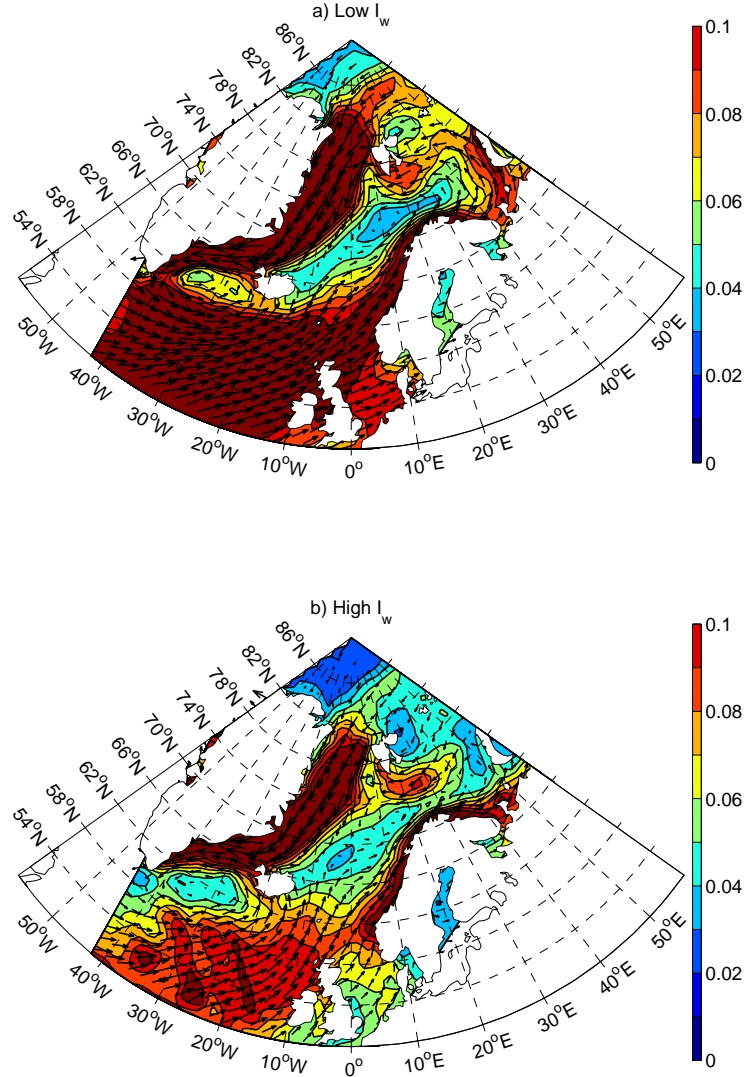 a) Low I_w
86°N
82°N
78°N
74°N
70°N
66°N
62°N
58°N
54°N
50°W
40°W
30°W
20°W
10°W
0°
10°E
20°E
30°E
40°E
50°E
0.1
0.08
0.06
0.04
0.02
0
b) High I_w
86°N
82°N
78°N
74°N
70°N
66°N
62°N
58°N
54°N
50°W
40°W
30°W
20°W
10°W
0°
10°E
20°E
30°E
40°E
50°E
0.1
0.08
0.06
0.04
0.02
0